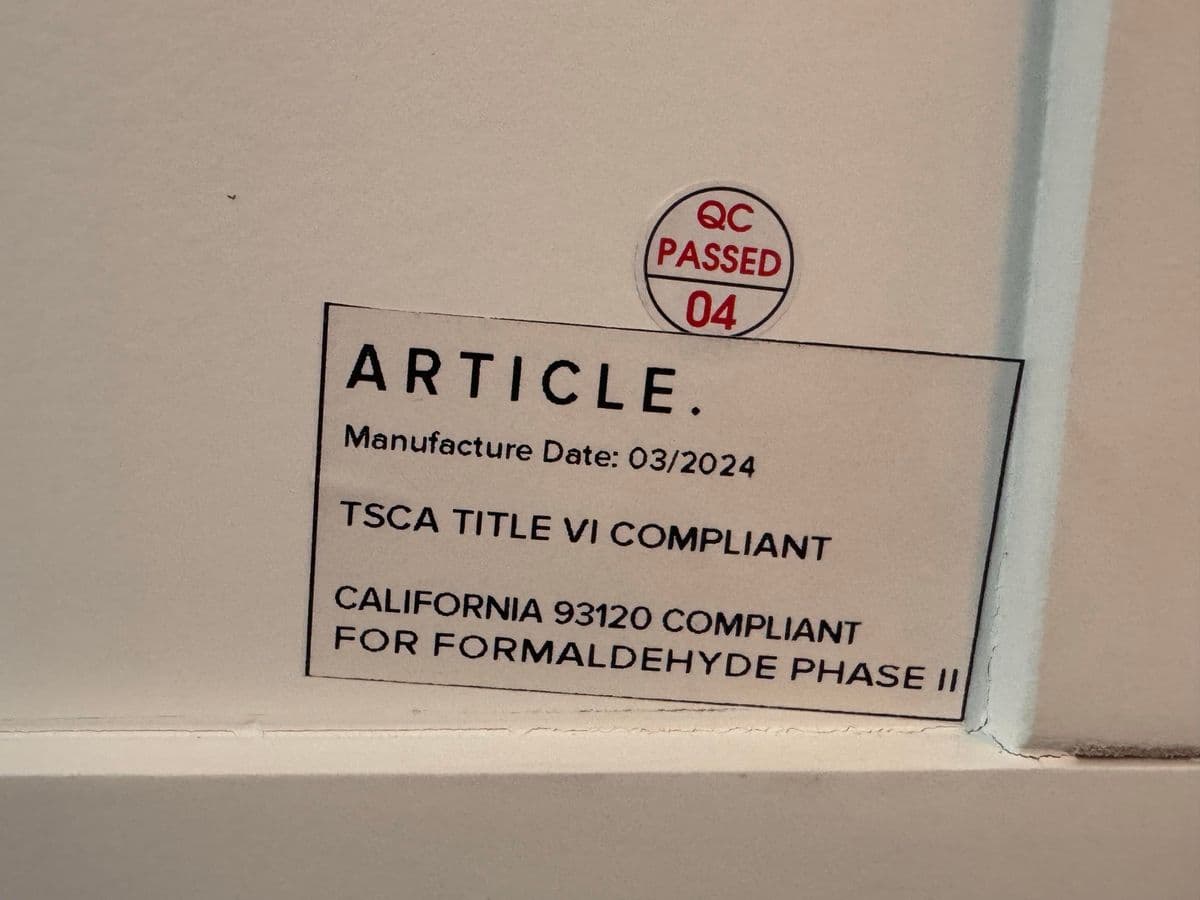 QC
PASSED
04
ARTICLE.
Manufacture Date: 03/2024
TSCA TITLE VI COMPLIANT
CALIFORNIA 93120 COMPLIANT
FOR FORMALDEHYDE PHASE II